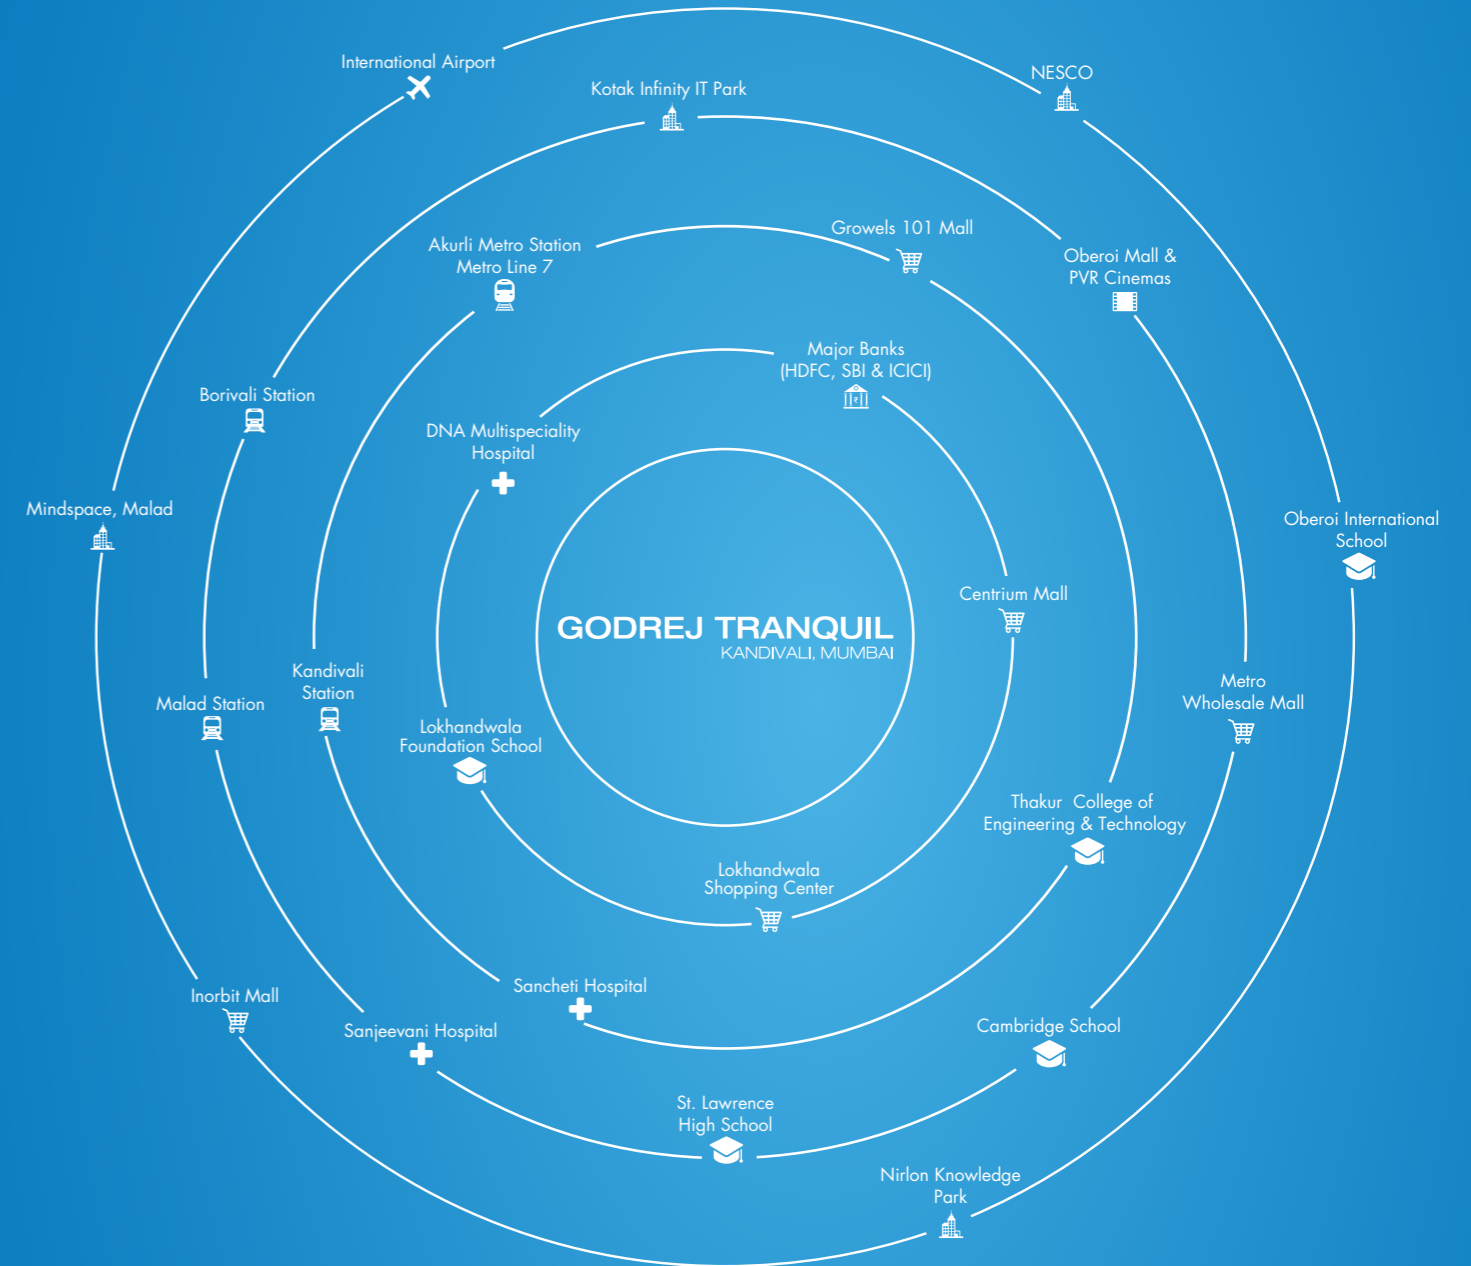 International Airport
NESCO
Kotak Infinity IT Park
Growels 101 Mall
Akurli Metro Station
Metro Line 7
Oberoi Mall &
PVR Cinemas
Major Banks
(HDFC, SBI & ICICI)
Borivali Station
DNA Multispeciality
Hospital
Mindspace, Malad
Oberoi International
School
Centrium Mall
GODREJ TRANQUIL
KANDIVALI, MUMBAI
Kandivali
Station
Metro
Wholesale Mall
Malad Station
Lokhandwala
Foundation School
Thakur College of
Engineering & Technology
Lokhandwala
Shopping Center
Sancheti Hospital
Inorbit Mall
Sanjeevani Hospital
Cambridge School
St. Lawrence
High School
Nirlon Knowledge
Park